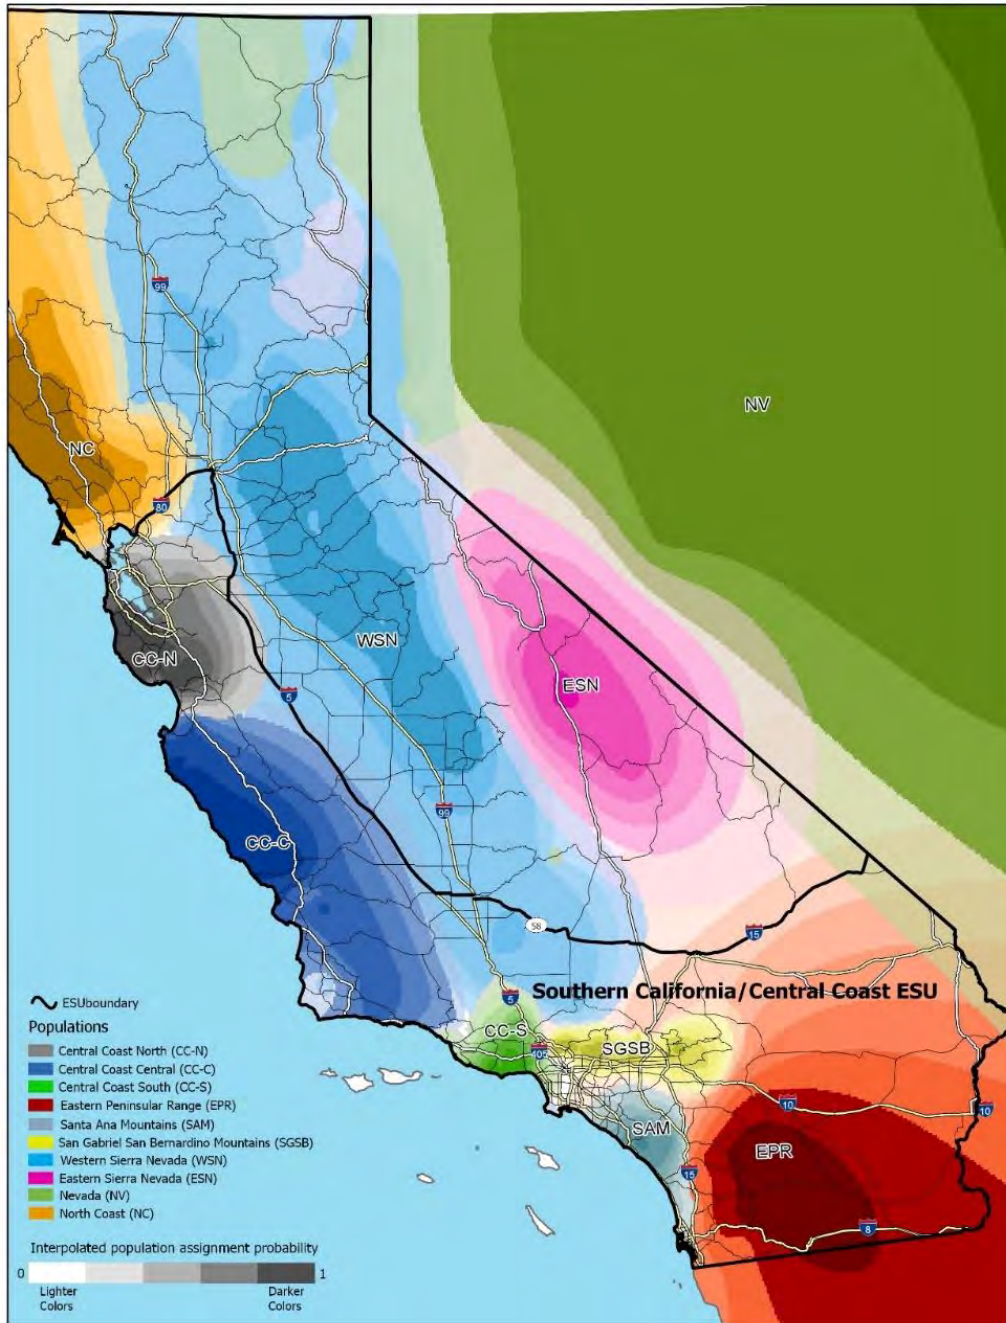 99
NV
NC
80
WSN
CC-N
ESN
5
99
CC-C
58
15
Southern California/Central Coast ESU
5
CC-S
405
SGSB
10
10
SAM
EPR
15
8
ESUboundary
Populations
Central Coast North (CC-N)
Central Coast Central (CC-C)
Central Coast South (CC-S)
Eastern Peninsular Range (EPR)
Santa Ana Mountains (SAM)
San Gabriel San Bernardino Mountains (SGSB)
Western Sierra Nevada (WSN)
Eastern Sierra Nevada (ESN)
Nevada (NV)
North Coast (NC)
Interpolated population assignment probability
0 1
Lighter Darker
Colors Colors